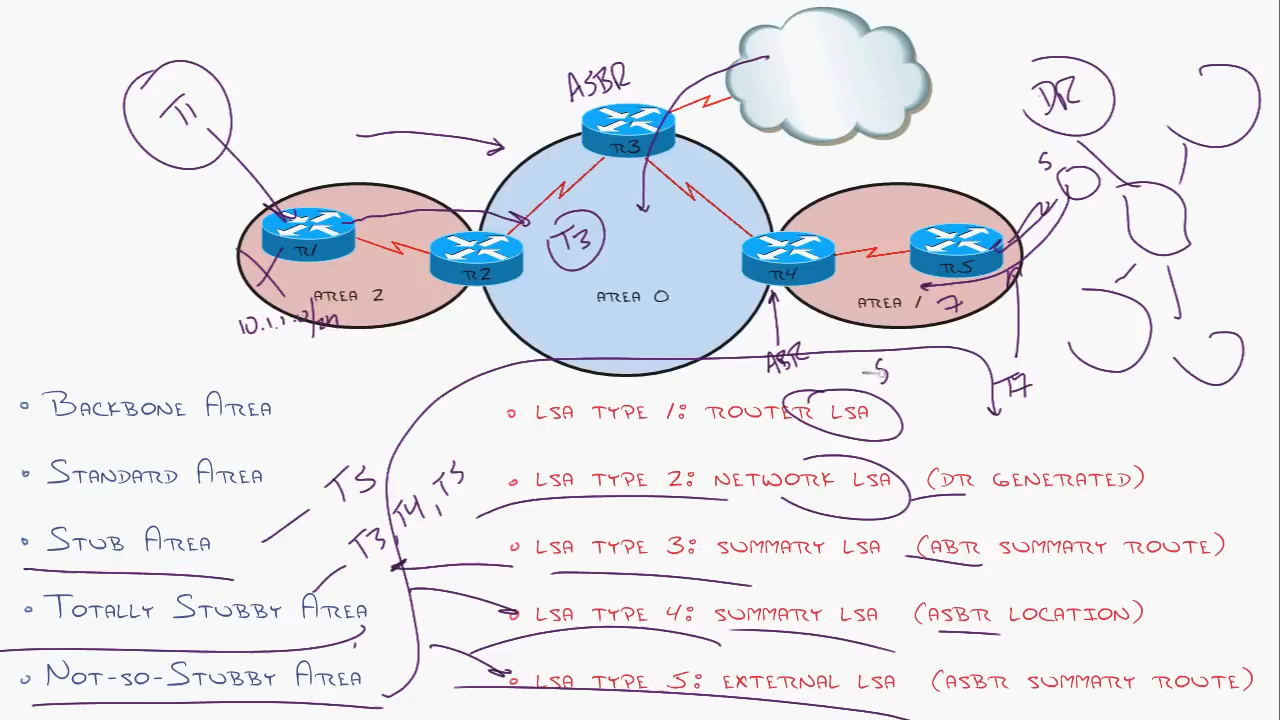 ASBR
DR
T1
R3
S
T3
R1
R2
R4
R5
AREA 2
AREA 0
AREA 1
7
ABR
T7
• BACKBONE AREA
• STANDARD AREA
• STUB AREA
• TOTALLY STUBBY AREA
• NOT-SO-STUBBY AREA
T5
T3, T4, T5
• LSA TYPE 1: ROUTER LSA
• LSA TYPE 2: NETWORK LSA (DR GENERATED)
• LSA TYPE 3: SUMMARY LSA (ABR SUMMARY ROUTE)
• LSA TYPE 4: SUMMARY LSA (ASBR LOCATION)
• LSA TYPE 5: EXTERNAL LSA (ASBR SUMMARY ROUTE)